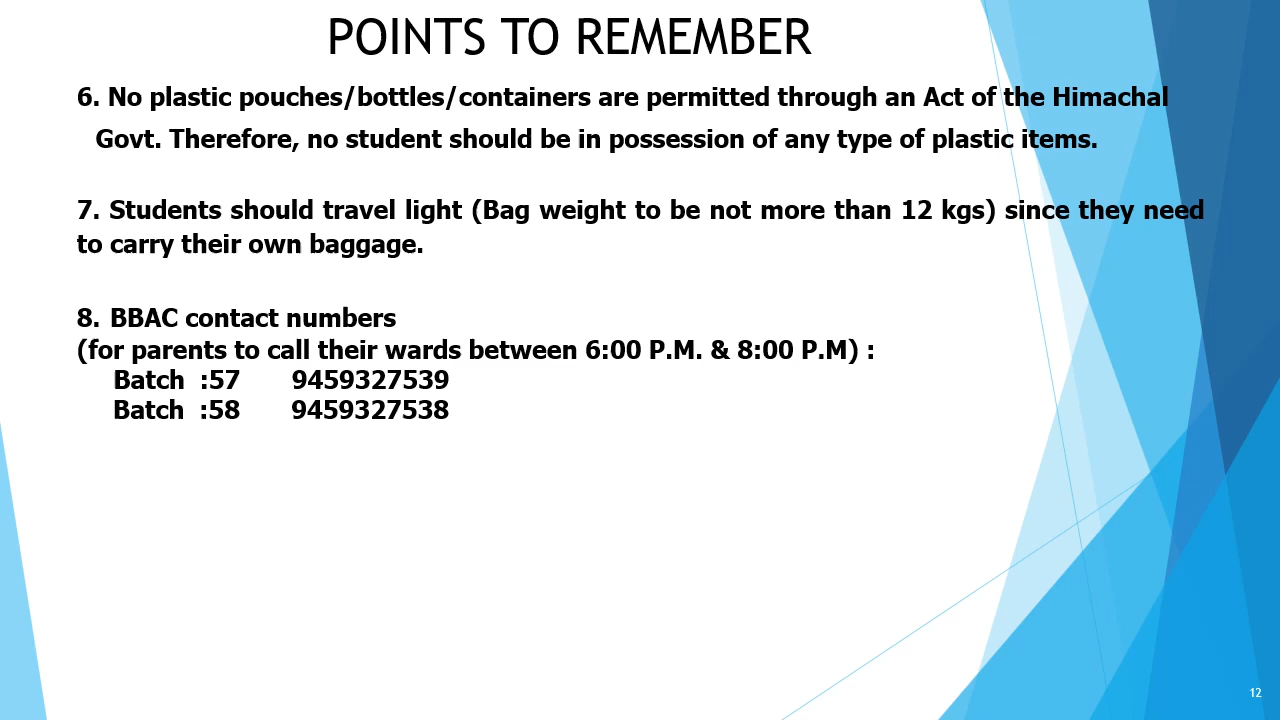 POINTS TO REMEMBER
6. No plastic pouches/bottles/containers are permitted through an Act of the Himachal
Govt. Therefore, no student should be in possession of any type of plastic items.
7. Students should travel light (Bag weight to be not more than 12 kgs) since they need
to carry their own baggage.
8. BBAC contact numbers
(for parents to call their wards between 6:00 P.M. & 8:00 P.M) :
Batch :57 9459327539
Batch :58 9459327538
12